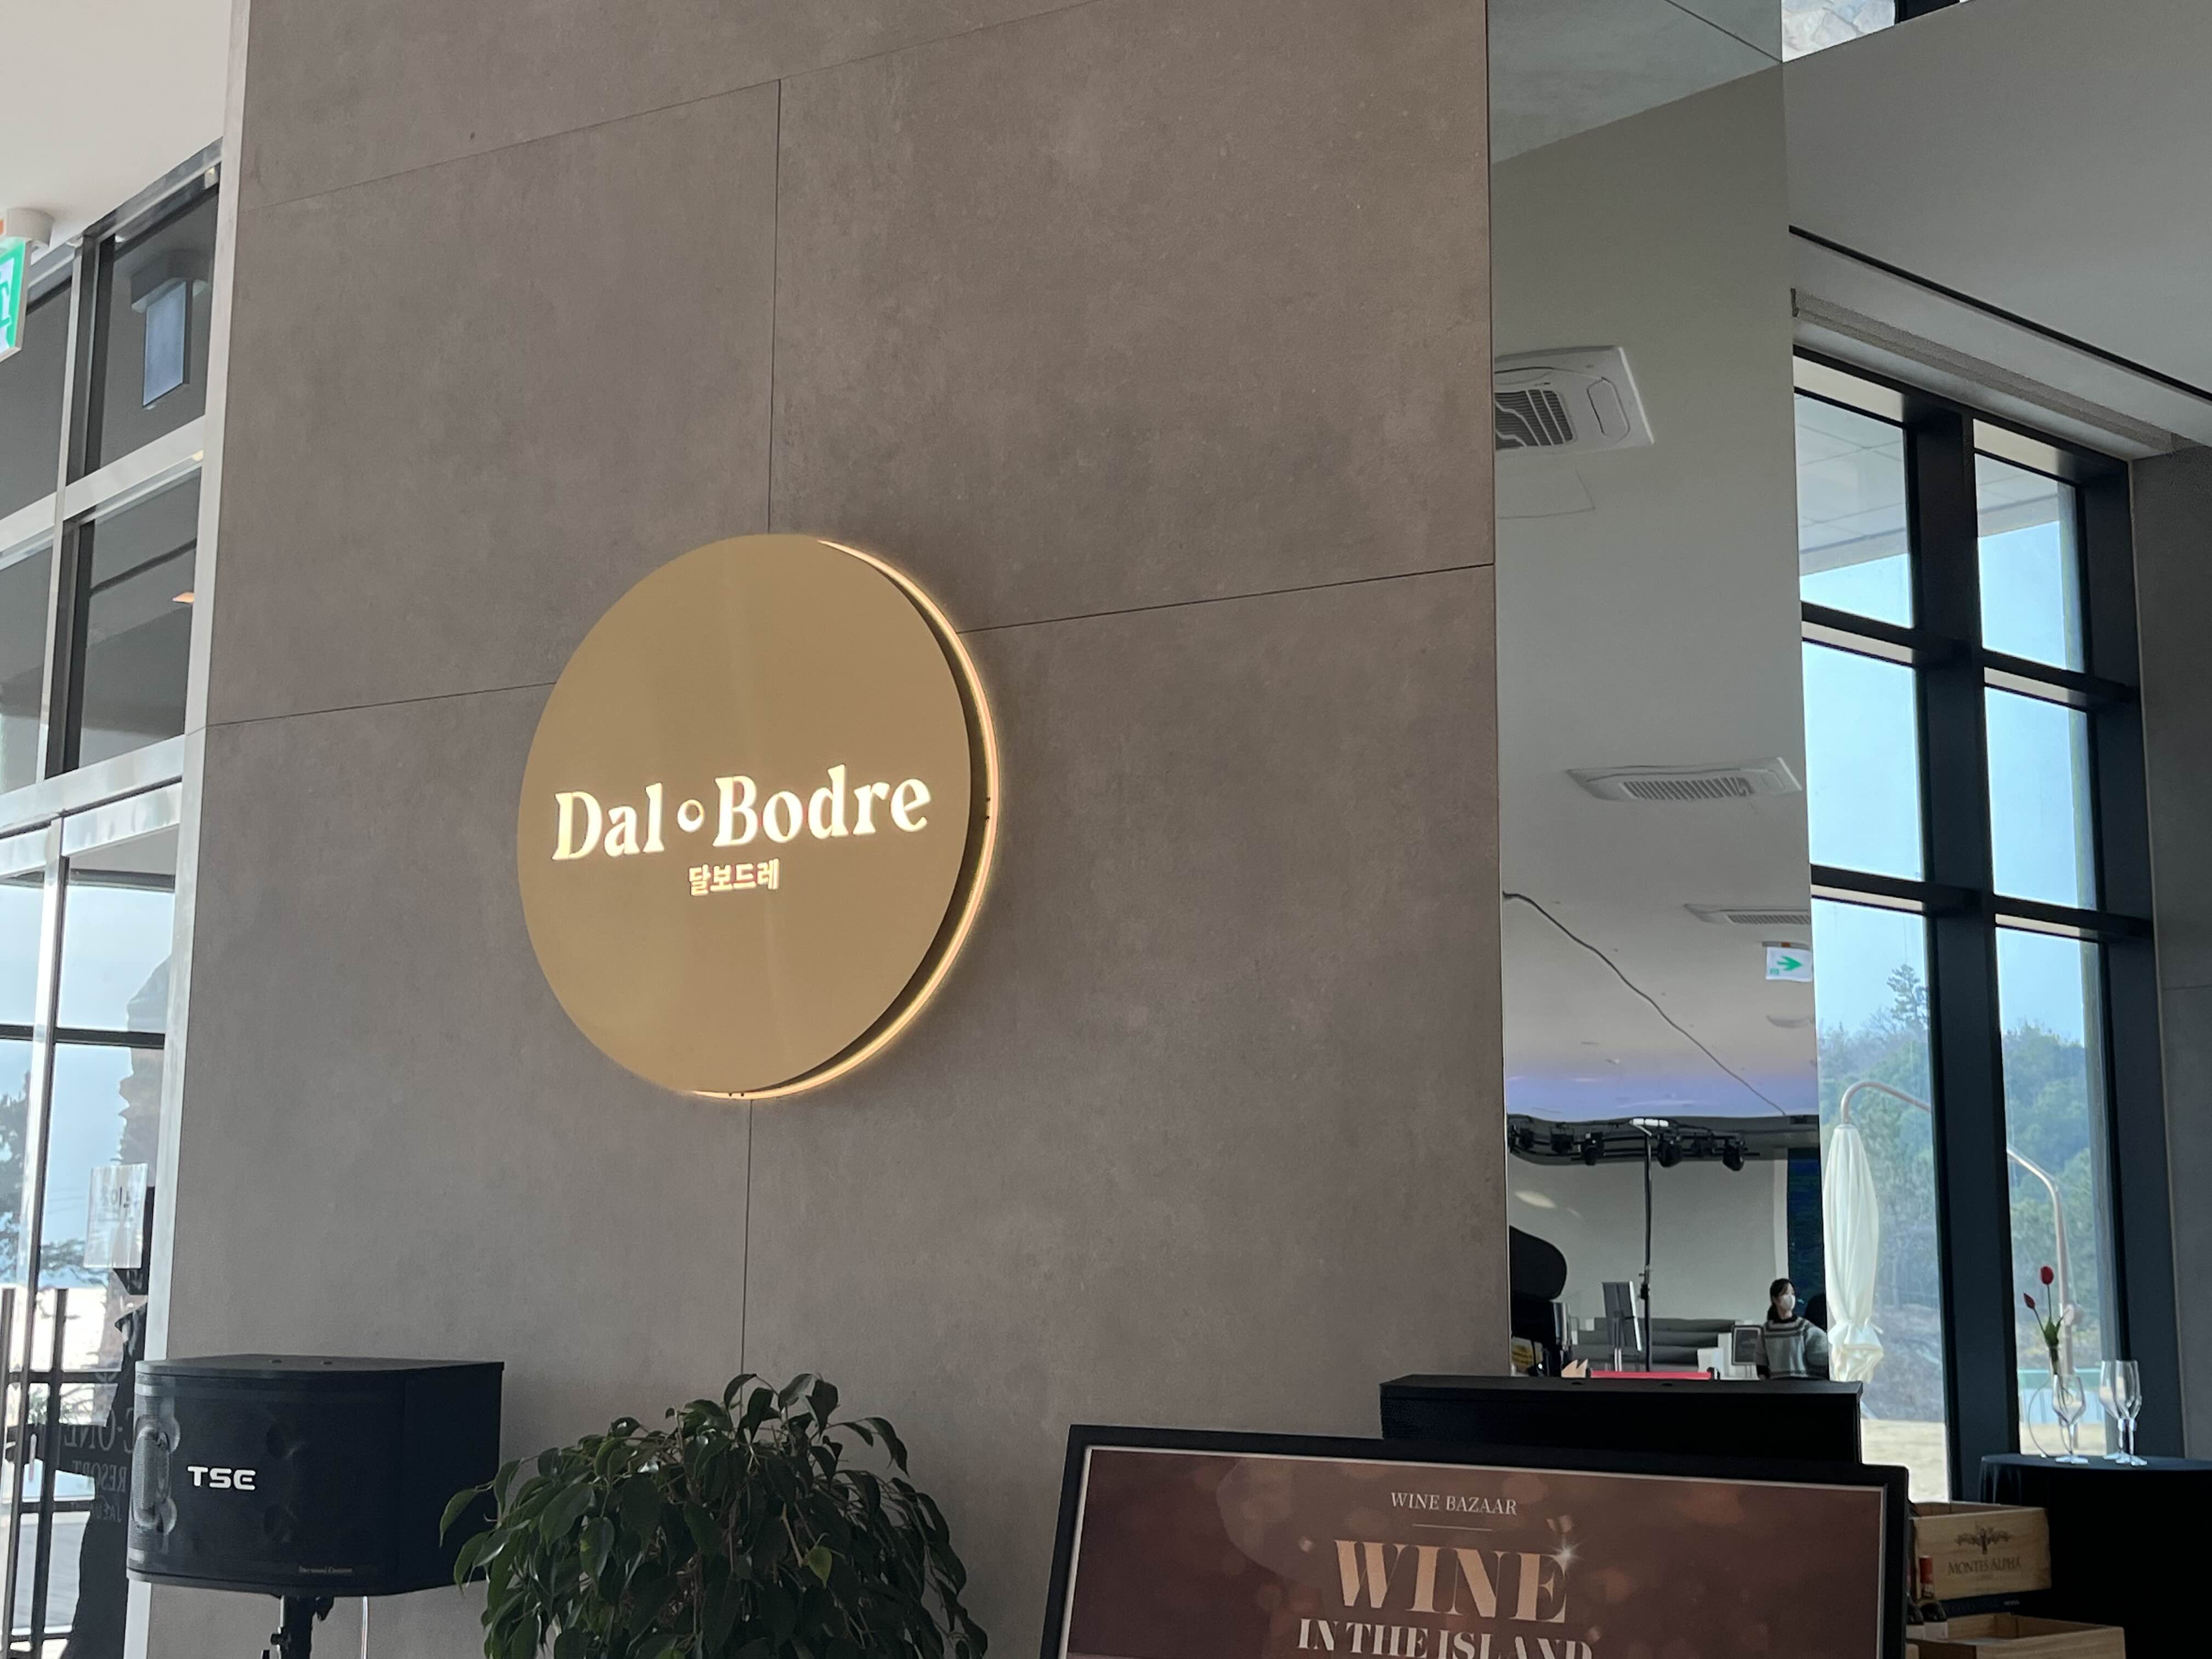 Dal Bodre
달보드레
TSE
WINE BAZAAR
WINE
IN THE ISLAND
MONTES ALPHA